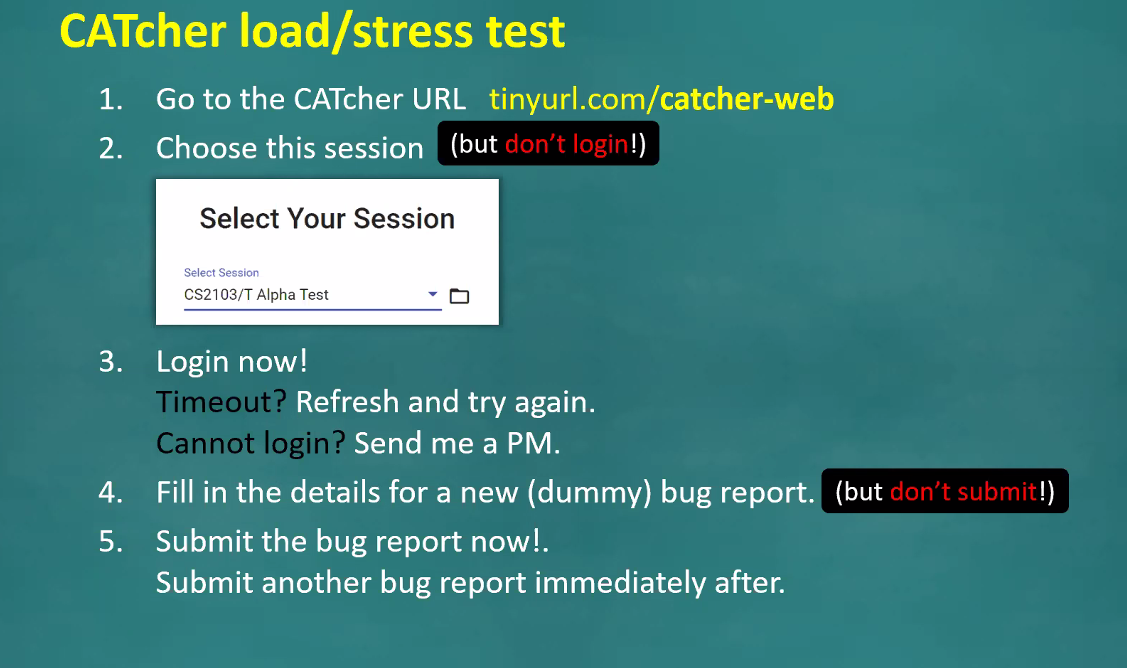 CATcher load/stress test
1. Go to the CATcher URL tinyurl.com/catcher-web
2. Choose this session (but don't login!)
Select Your Session
Select Session
CS2103/T Alpha Test
3. Login now!
Timeout? Refresh and try again.
Cannot login? Send me a PM.
4. Fill in the details for a new (dummy) bug report. (but don't submit!)
5. Submit the bug report now!.
Submit another bug report immediately after.